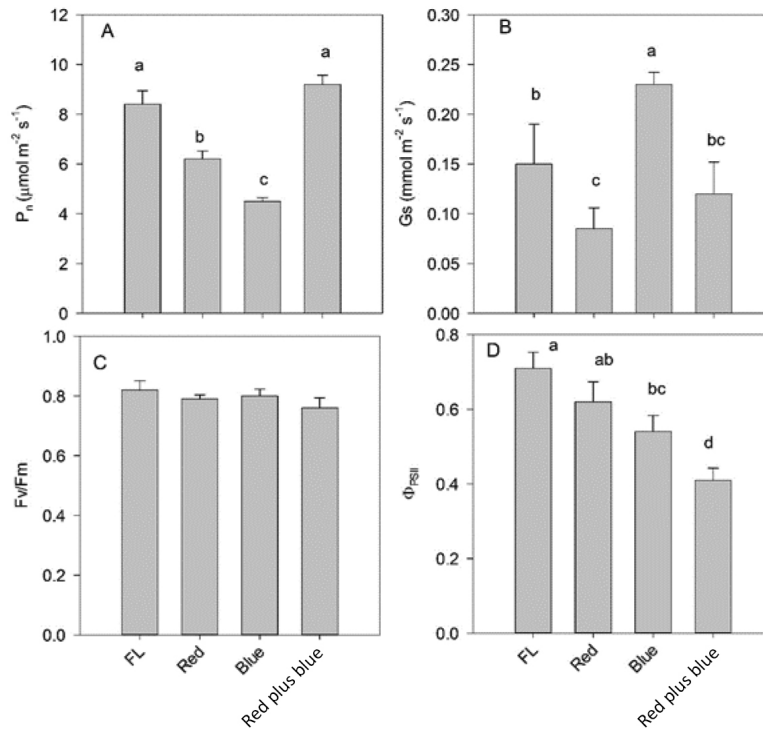 A
Pn (μmol m-2 s-1)
12
10
8
6
4
2
0
a
b
c
a
B
Gs (mmol m-2 s-1)
0.30
0.25
0.20
0.15
0.10
0.05
0.00
b
c
a
bc
C
Fv/Fm
1.0
0.8
0.6
0.4
0.2
0.0
FL
Red
Blue
Red plus blue
D
ΦPSII
0.8
0.6
0.4
0.2
0.0
a
ab
bc
d
FL
Red
Blue
Red plus blue